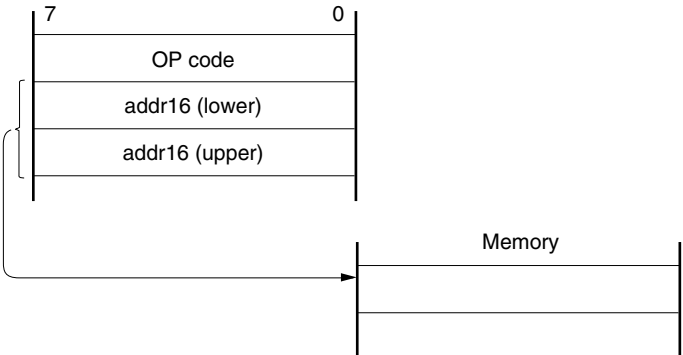 7 0
OP code
addr16 (lower)
addr16 (upper)
Memory